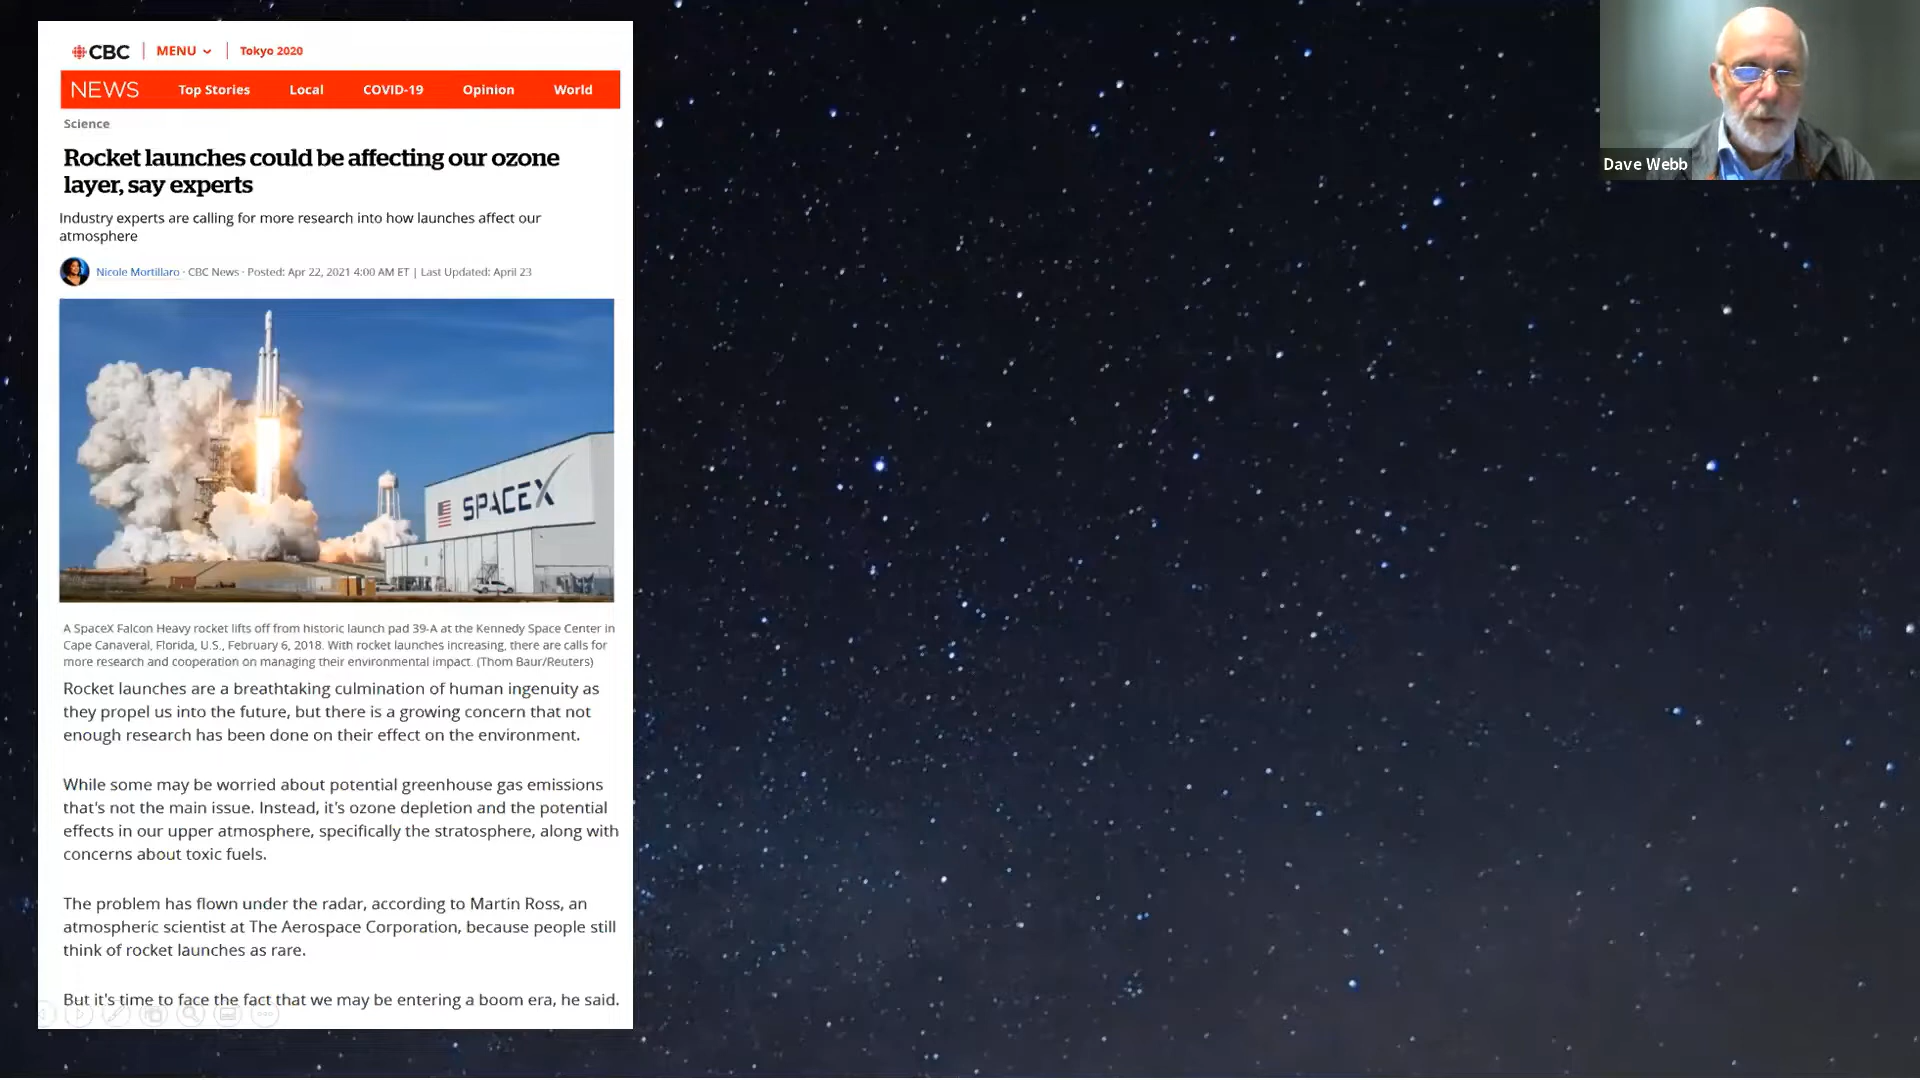 CBC MENU Tokyo 2020
NEWS Top Stories Local COVID-19 Opinion World
Science
Rocket launches could be affecting our ozone
layer, say experts
Industry experts are calling for more research into how launches affect our
atmosphere
Nicole Mortillaro · CBC News · Posted: Apr 22, 2021 4:00 AM ET | Last Updated: April 23
SPACEX
A SpaceX Falcon Heavy rocket lifts off from historic launch pad 39-A at the Kennedy Space Center in
Cape Canaveral, Florida, U.S., February 6, 2018. With rocket launches increasing, there are calls for
more research and cooperation on managing their environmental impact. (Thom Baur/Reuters)
Rocket launches are a breathtaking culmination of human ingenuity as
they propel us into the future, but there is a growing concern that not
enough research has been done on their effect on the environment.
While some may be worried about potential greenhouse gas emissions
that's not the main issue. Instead, it's ozone depletion and the potential
effects in our upper atmosphere, specifically the stratosphere, along with
concerns about toxic fuels.
The problem has flown under the radar, according to Martin Ross, an
atmospheric scientist at The Aerospace Corporation, because people still
think of rocket launches as rare.
But it's time to face the fact that we may be entering a boom era, he said.
Dave Webb